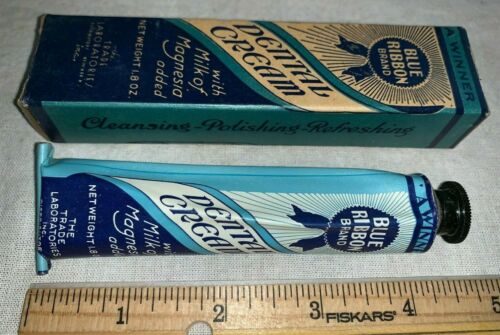 the
TRADE
LABORATORIES
INC.
NET WEIGHT 1.8 OZ.
with
Milk of
Magnesia
added
DENTAL
CREAM
BLUE
RIBBON
BRAND
A WINNER
Cleansing-Polishing-Refreshing
THE
TRADE
LABORATORIES
NET WEIGHT 1.8
with
Milk of
Magnesia
added
DENTAL
CREAM
BLUE
RIBBON
BRAND
A WINNER
1 2 3 4 5
FISKARS